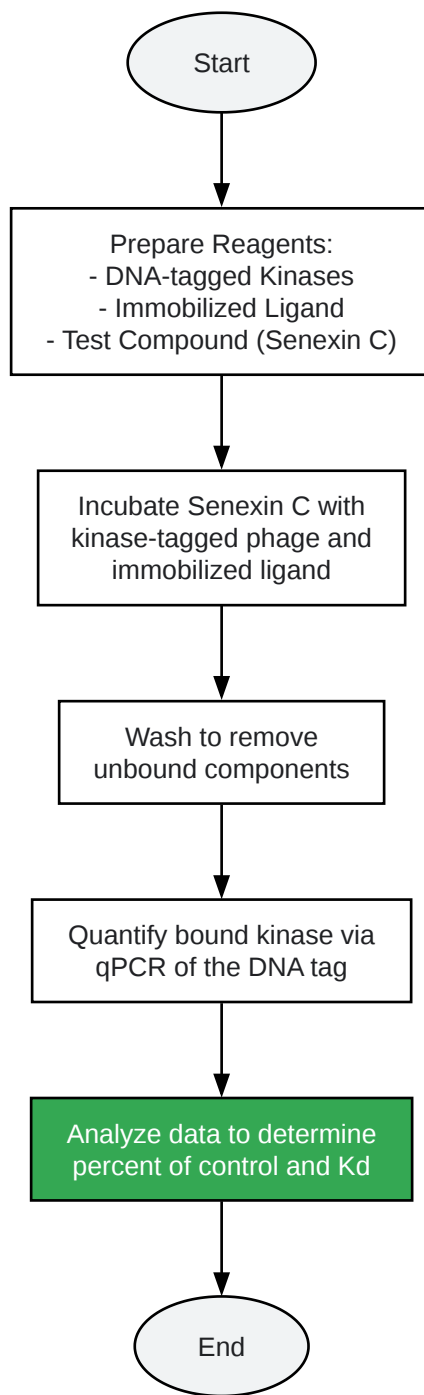 Start
Prepare Reagents:
- DNA-tagged Kinases
- Immobilized Ligand
- Test Compound (Senexin C)
Incubate Senexin C with
kinase-tagged phage and
immobilized ligand
Wash to remove
unbound components
Quantify bound kinase via
qPCR of the DNA tag
Analyze data to determine
percent of control and Kd
End